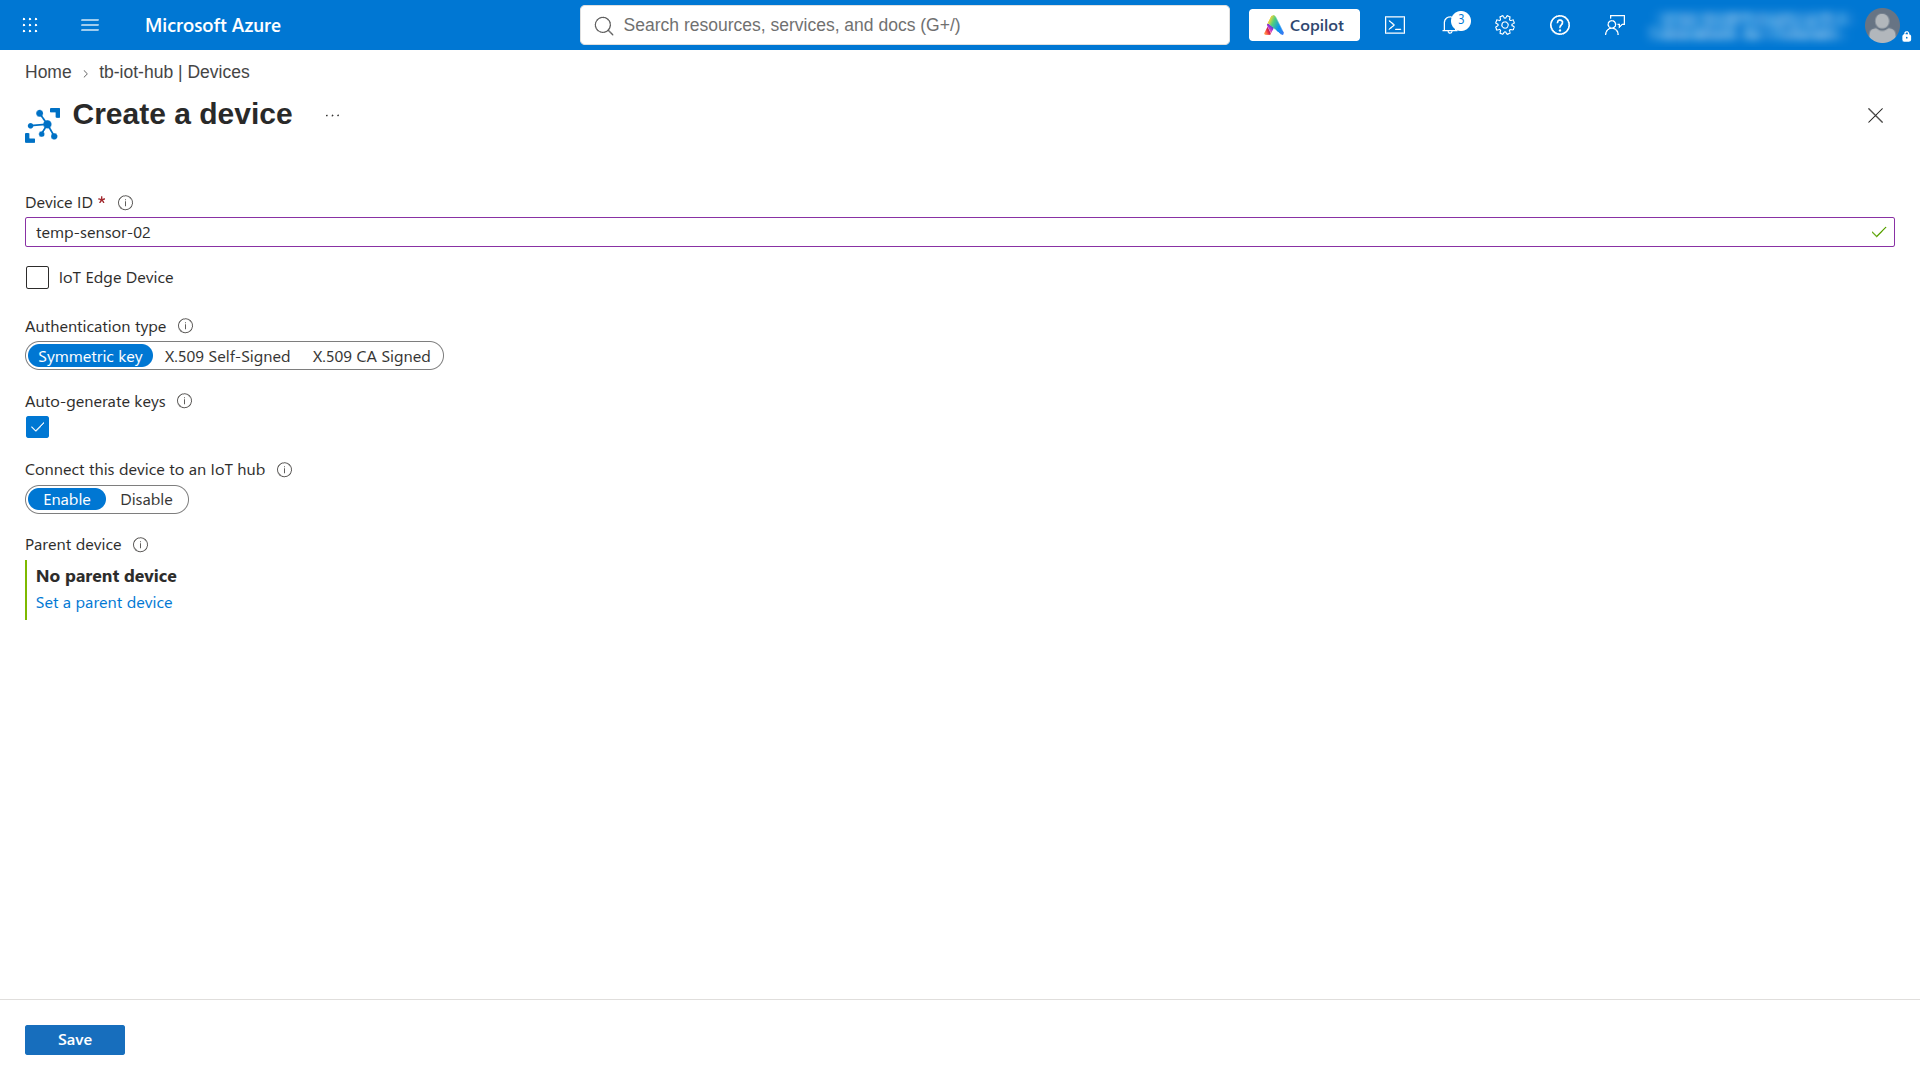 Microsoft Azure
Search resources, services, and docs (G+/)
Copilot
3
Home › tb-iot-hub | Devices
Create a device ...
Device ID *
temp-sensor-02
IoT Edge Device
Authentication type
Symmetric key X.509 Self-Signed X.509 CA Signed
Auto-generate keys
Connect this device to an IoT hub
Enable Disable
Parent device
No parent device
Set a parent device
Save